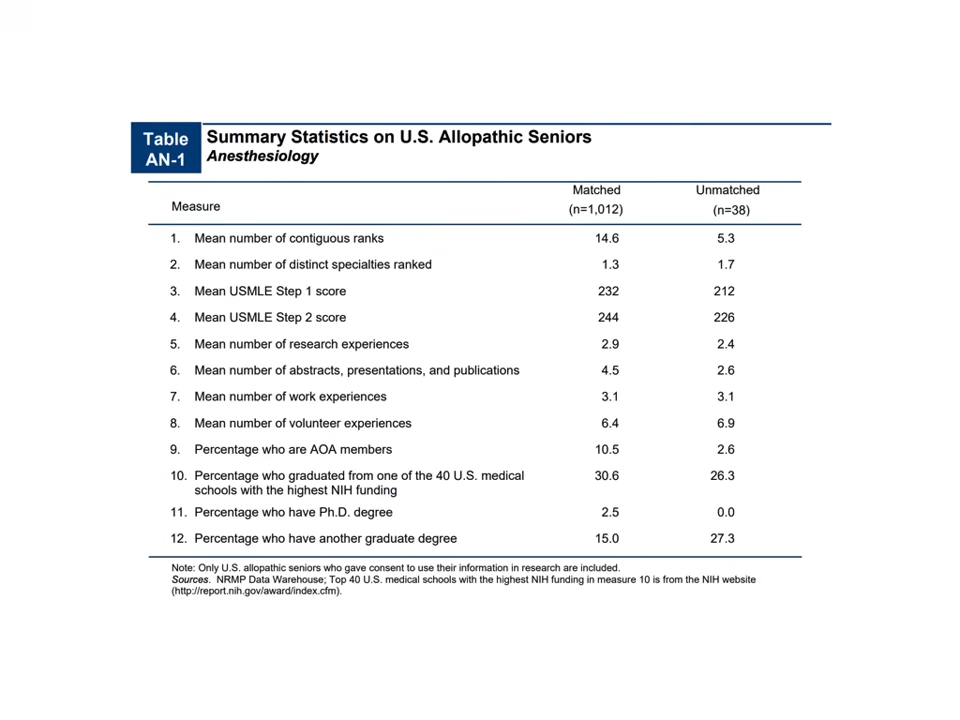 Table
AN-1
Summary Statistics on U.S. Allopathic Seniors
Anesthesiology
Measure
Matched
(n=1,012)
Unmatched
(n=38)
1. Mean number of contiguous ranks 14.6 5.3
2. Mean number of distinct specialties ranked 1.3 1.7
3. Mean USMLE Step 1 score 232 212
4. Mean USMLE Step 2 score 244 226
5. Mean number of research experiences 2.9 2.4
6. Mean number of abstracts, presentations, and publications 4.5 2.6
7. Mean number of work experiences 3.1 3.1
8. Mean number of volunteer experiences 6.4 6.9
9. Percentage who are AOA members 10.5 2.6
10. Percentage who graduated from one of the 40 U.S. medical 30.6 26.3
schools with the highest NIH funding
11. Percentage who have Ph.D. degree 2.5 0.0
12. Percentage who have another graduate degree 15.0 27.3
Note: Only U.S. allopathic seniors who gave consent to use their information in research are included.
Sources. NRMP Data Warehouse; Top 40 U.S. medical schools with the highest NIH funding in measure 10 is from the NIH website
(http://report.nih.gov/award/index.cfm).